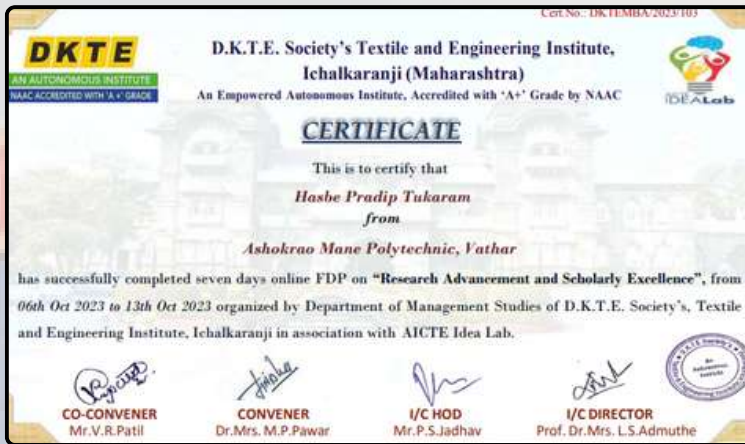 Cert.No.: DKTEMBA/2023/103
DKTE
AN AUTONOMOUS INSTITUTE
NAAC ACCREDITED WITH 'A +' GRADE
D.K.T.E. Society's Textile and Engineering Institute,
Ichalkaranji (Maharashtra)
An Empowered Autonomous Institute, Accredited with 'A+' Grade by NAAC
IDEALab
CERTIFICATE
This is to certify that
Hasbe Pradip Tukaram
from
Ashokrao Mane Polytechnic, Vathar
has successfully completed seven days online FDP on "Research Advancement and Scholarly Excellence", from
06th Oct 2023 to 13th Oct 2023 organized by Department of Management Studies of D.K.T.E. Society's, Textile
and Engineering Institute, Ichalkaranji in association with AICTE Idea Lab.
CO-CONVENER
Mr.V.R.Patil
CONVENER
Dr.Mrs. M.P.Pawar
I/C HOD
Mr.P.S.Jadhav
I/C DIRECTOR
Prof. Dr.Mrs. L.S.Admuthe
An
Autonomous
Institute